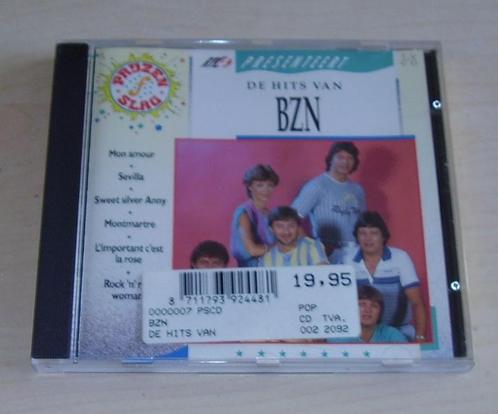 PRIJZEN
SLAG
PRESENTEERT
DE HITS VAN
BZN
Mon amour
Sevilla
Sweet silver Anny
Montmartre
L'important c'est
la rose
Rock 'n'
woman
19,95
8 711793 924481
0000007 PSCD
BZN
DE HITS VAN
POP
CD TVA.
002 2092